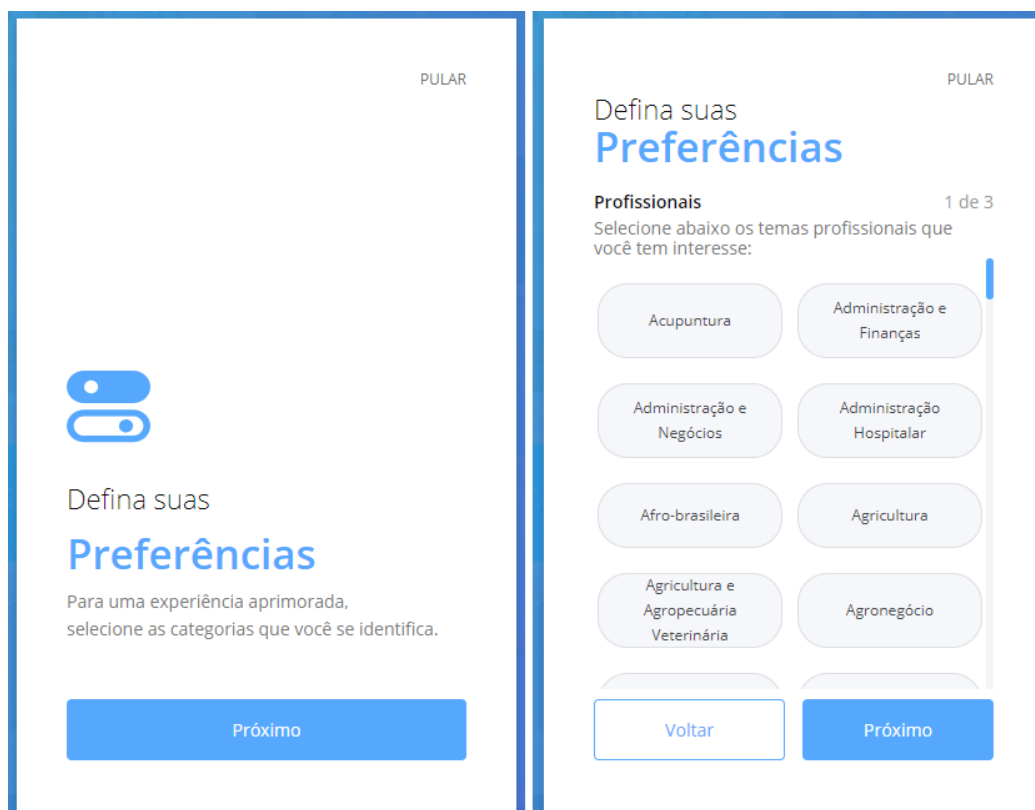 PULAR
Defina suas
Preferências
Para uma experiência aprimorada,
selecione as categorias que você se identifica.
Próximo
PULAR
Defina suas
Preferências
Profissionais
1 de 3
Selecione abaixo os temas profissionais que
você tem interesse:
Acupuntura
Administração e
Finanças
Administração e
Negócios
Administração
Hospitalar
Afro-brasileira
Agricultura
Agricultura e
Agropecuária
Veterinária
Agronegócio
Voltar
Próximo